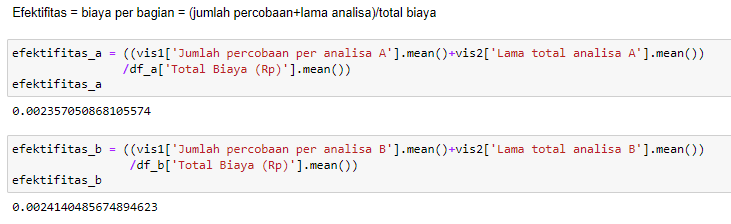 Efektifitas = biaya per bagian = (jumlah percobaan+lama analisa)/total biaya
efektifitas_a = ((vis1['Jumlah percobaan per analisa A'].mean()+vis2['Lama total analisa A'].mean())
/df_a['Total Biaya (Rp)'].mean())
efektifitas_a
0.002357050868105574
efektifitas_b = ((vis1['Jumlah percobaan per analisa B'].mean()+vis2['Lama total analisa B'].mean())
/df_b['Total Biaya (Rp)'].mean())
efektifitas_b
0.0024140485674894623